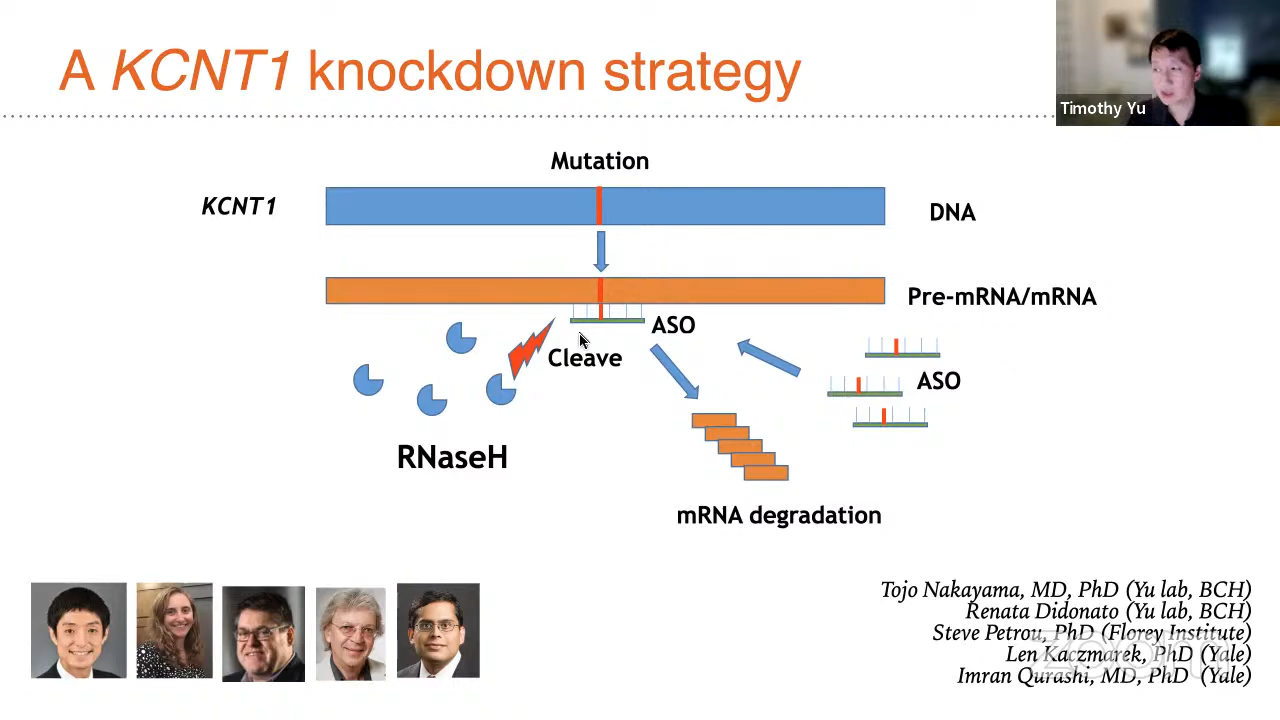 A KCNT1 knockdown strategy
Timothy Yu
Mutation
KCNT1
DNA
Pre-mRNA/mRNA
ASO
Cleave
ASO
RNaseH
mRNA degradation
Tojo Nakayama, MD, PhD (Yu lab, BCH)
Renata Didonato (Yu lab, BCH)
Steve Petrou, PhD (Florey Institute)
Len Kaczmarek, PhD (Yale)
Imran Qurashi, MD, PhD (Yale)
zoom